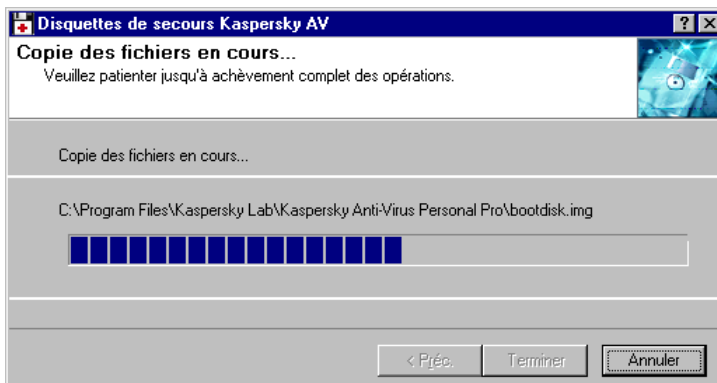 Disquettes de secours Kaspersky AV
Copie des fichiers en cours...
Veuillez patienter jusqu'à achèvement complet des opérations.
Copie des fichiers en cours...
C:\Program Files\Kaspersky Lab\Kaspersky Anti-Virus Personal Pro\bootdisk.img
< Préc. Terminer Annuler